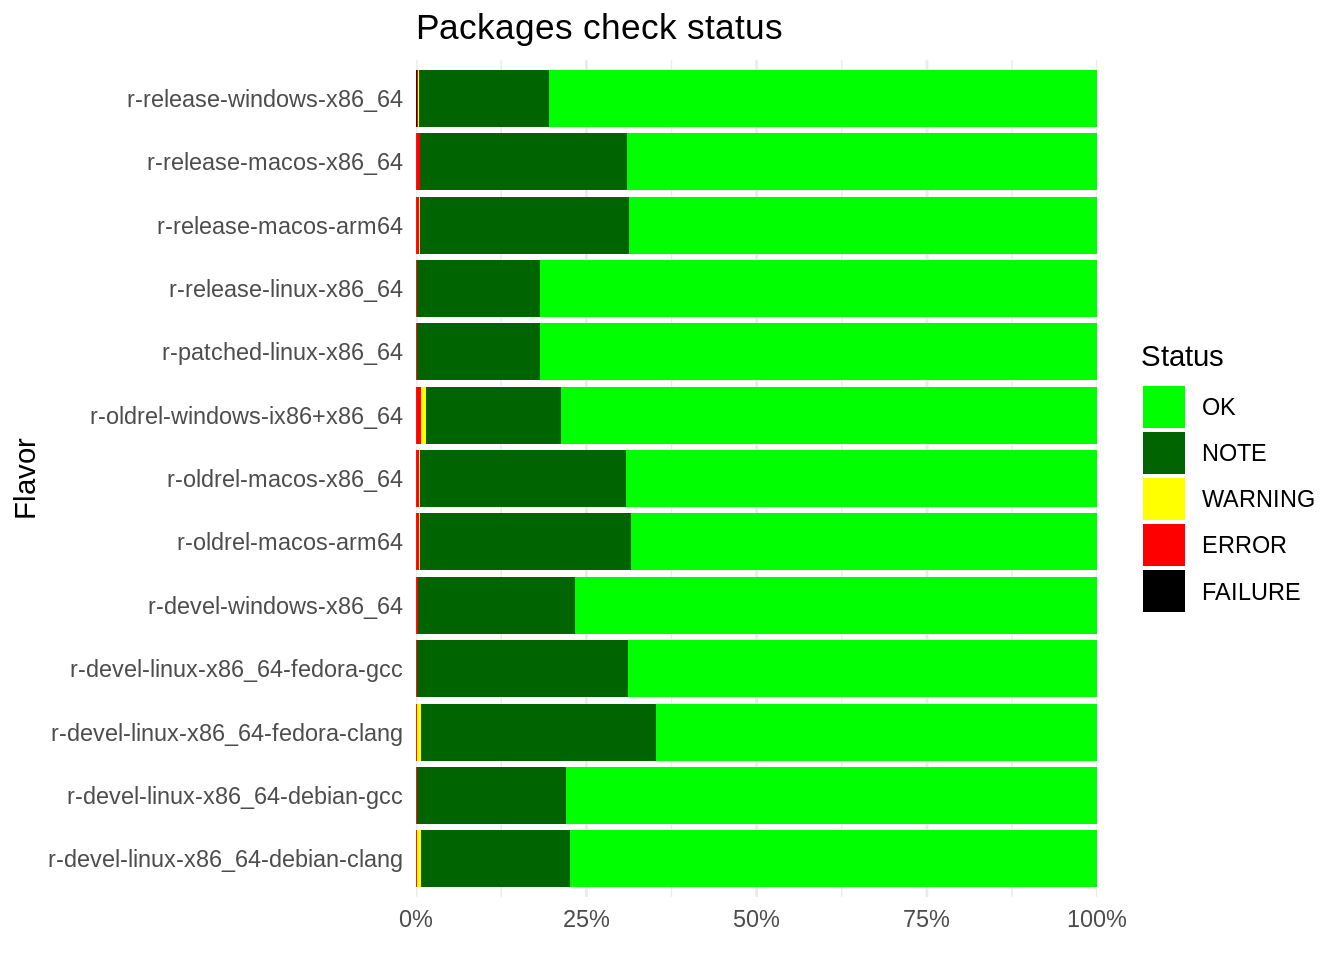 Packages check status
r-release-windows-x86_64
r-release-macos-x86_64
r-release-macos-arm64
r-release-linux-x86_64
r-patched-linux-x86_64
r-oldrel-windows-ix86+x86_64
r-oldrel-macos-x86_64
r-oldrel-macos-arm64
r-devel-windows-x86_64
r-devel-linux-x86_64-fedora-gcc
r-devel-linux-x86_64-fedora-clang
r-devel-linux-x86_64-debian-gcc
r-devel-linux-x86_64-debian-clang
Flavor
0% 25% 50% 75% 100%
Status
OK
NOTE
WARNING
ERROR
FAILURE